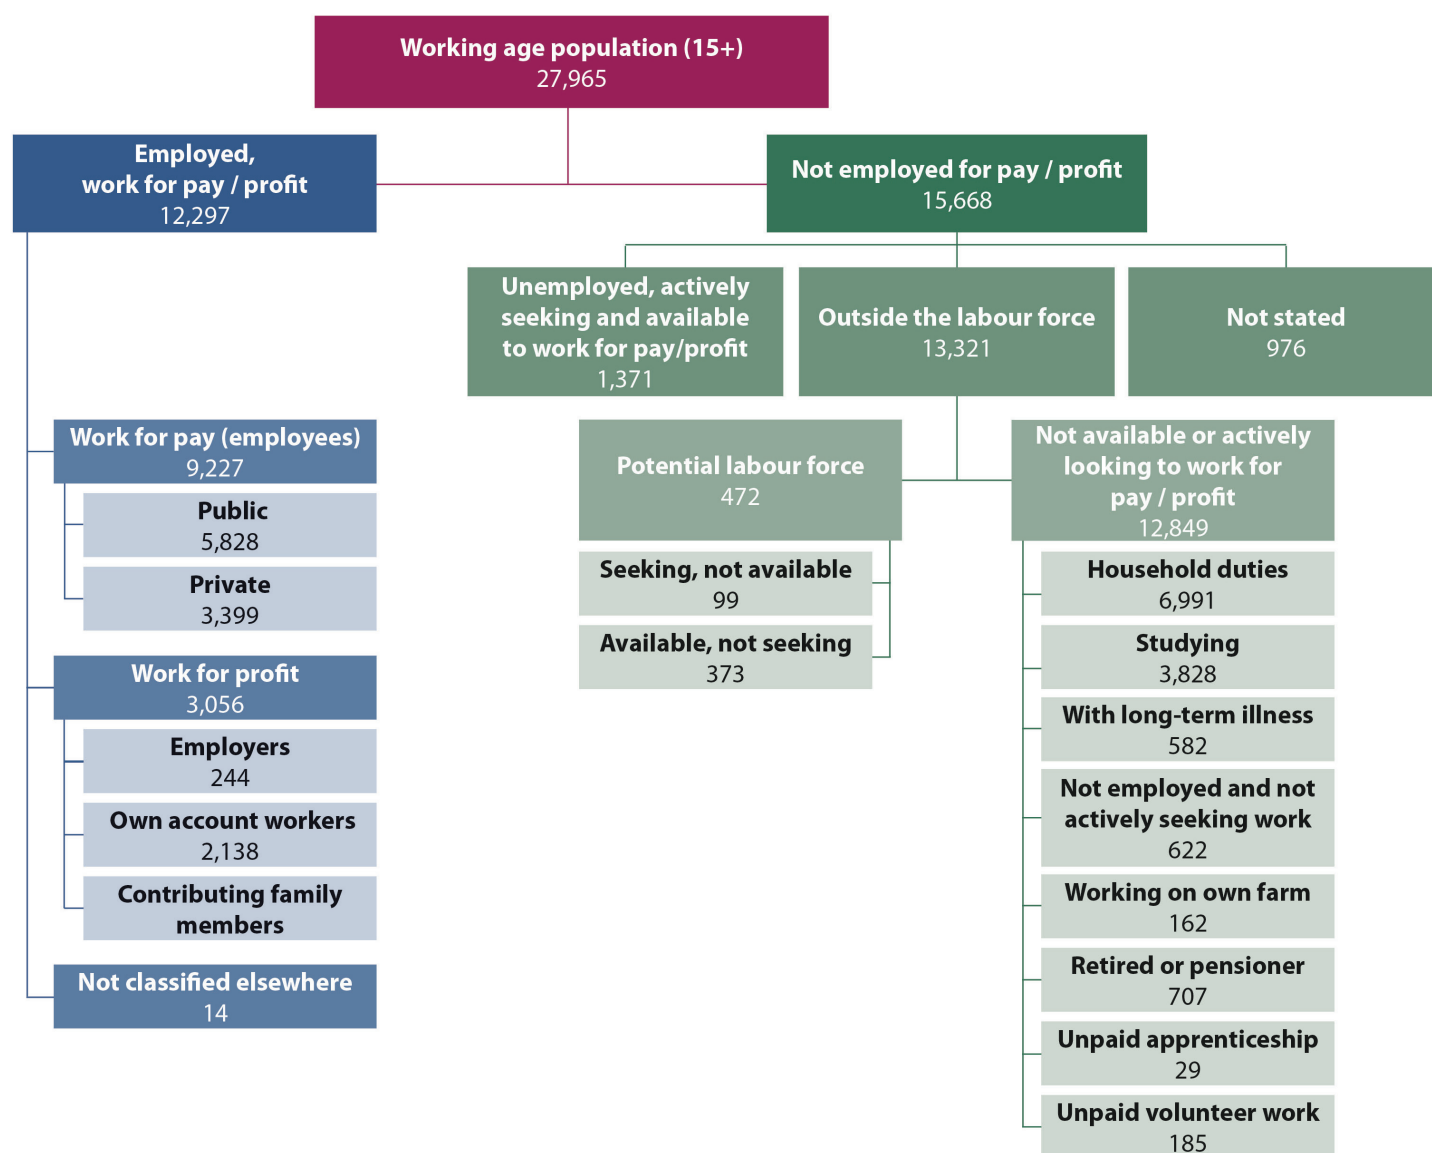 Working age population (15+)
27,965
Employed,
work for pay / profit
12,297
Not employed for pay / profit
15,668
Unemployed, actively
seeking and available
to work for pay/profit
1,371
Outside the labour force
13,321
Not stated
976
Work for pay (employees)
9,227
Public
5,828
Private
3,399
Work for profit
3,056
Employers
244
Own account workers
2,138
Contributing family
members
Not classified elsewhere
14
Potential labour force
472
Seeking, not available
99
Available, not seeking
373
Not available or actively
looking to work for
pay / profit
12,849
Household duties
6,991
Studying
3,828
With long-term illness
582
Not employed and not
actively seeking work
622
Working on own farm
162
Retired or pensioner
707
Unpaid apprenticeship
29
Unpaid volunteer work
185